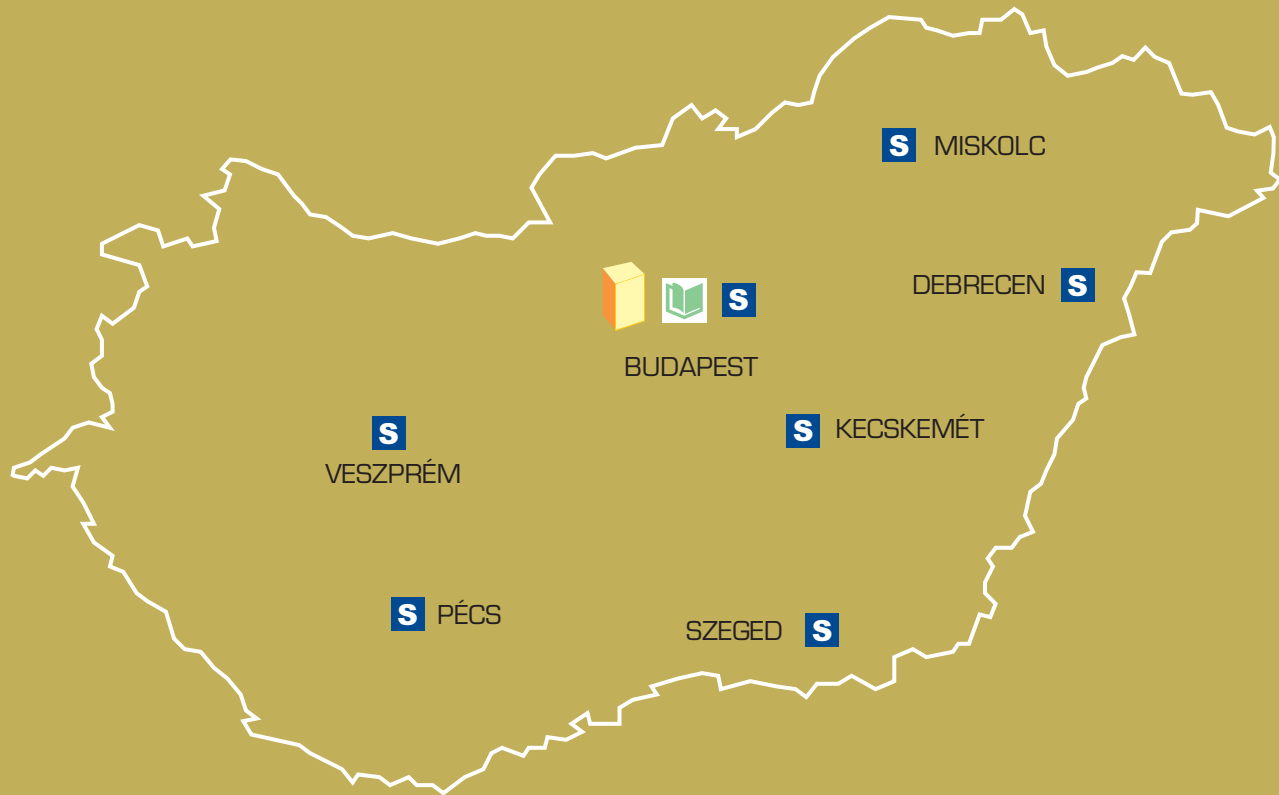 S MISKOLC
DEBRECEN S
S
BUDAPEST
S KECSKEMÉT
S
VESZPRÉM
S PÉCS
SZEGED S